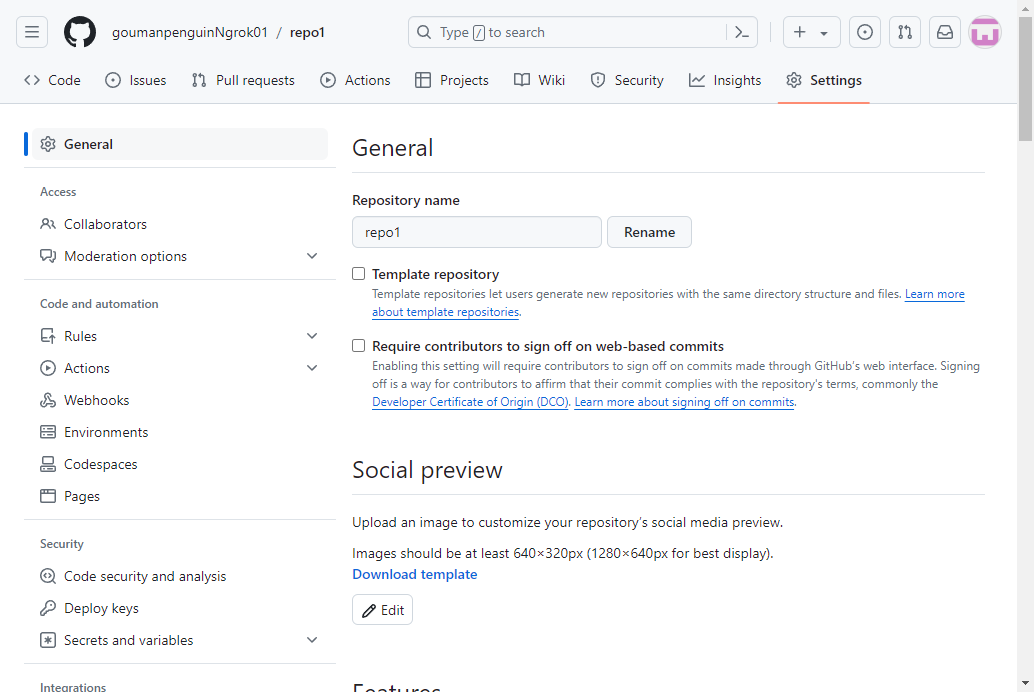 goumanpenguinNgrok01 / repo1
Type / to search
Code
Issues
Pull requests
Actions
Projects
Wiki
Security
Insights
Settings
General
Access
Collaborators
Moderation options
Code and automation
Rules
Actions
Webhooks
Environments
Codespaces
Pages
Security
Code security and analysis
Deploy keys
Secrets and variables
Integrations
General
Repository name
repo1
Rename
Template repository
Template repositories let users generate new repositories with the same directory structure and files. Learn more
about template repositories.
Require contributors to sign off on web-based commits
Enabling this setting will require contributors to sign off on commits made through GitHub's web interface. Signing
off is a way for contributors to affirm that their commit complies with the repository's terms, commonly the
Developer Certificate of Origin (DCO). Learn more about signing off on commits.
Social preview
Upload an image to customize your repository's social media preview.
Images should be at least 640×320px (1280×640px for best display).
Download template
Edit
Features